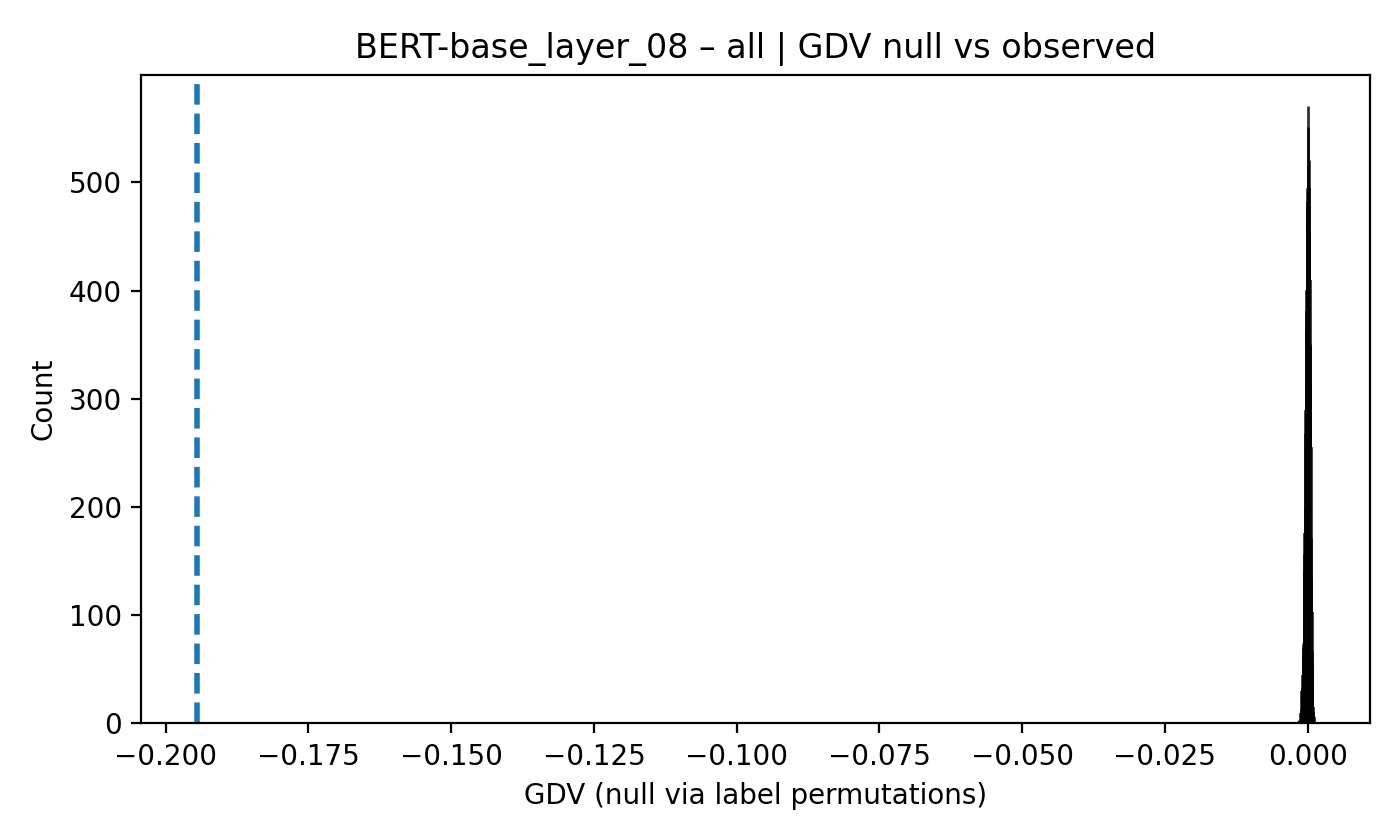 BERT-base_layer_08 – all | GDV null vs observed
Count
500
400
300
200
100
0
−0.200 −0.175 −0.150 −0.125 −0.100 −0.075 −0.050 −0.025 0.000
GDV (null via label permutations)